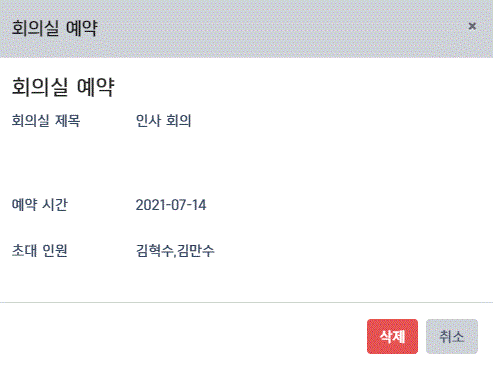 회의실 예약 ×
회의실 예약
회의실 제목 인사 회의
예약 시간 2021-07-14
초대 인원 김혁수,김만수
삭제 취소